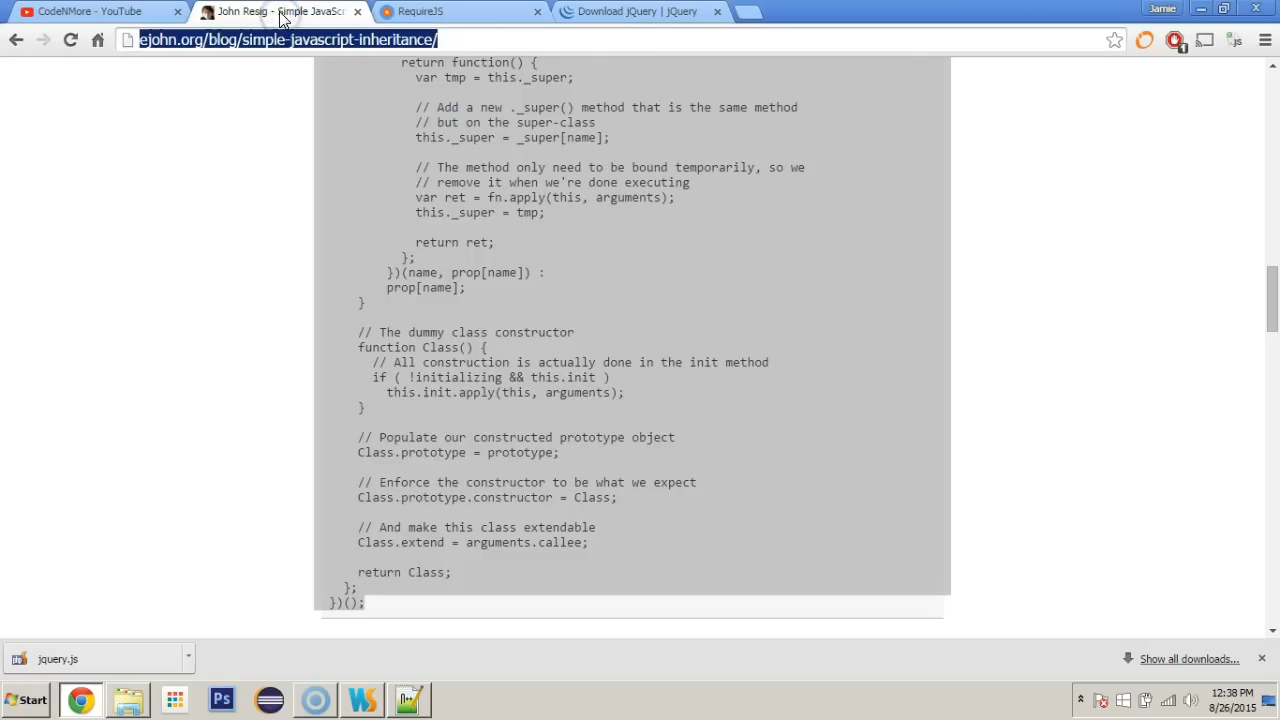 CodeNMore - YouTube
John Resig - Simple JavaScr
RequireJS
Download jQuery | jQuery
Jamie
ejohn.org/blog/simple-javascript-inheritance/
1
js
return function() {
var tmp = this._super;
// Add a new ._super() method that is the same method
// but on the super-class
this._super = _super[name];
// The method only need to be bound temporarily, so we
// remove it when we're done executing
var ret = fn.apply(this, arguments);
this._super = tmp;
return ret;
};
})(name, prop[name]) :
prop[name];
}
// The dummy class constructor
function Class() {
// All construction is actually done in the init method
if ( !initializing && this.init )
this.init.apply(this, arguments);
}
// Populate our constructed prototype object
Class.prototype = prototype;
// Enforce the constructor to be what we expect
Class.prototype.constructor = Class;
// And make this class extendable
Class.extend = arguments.callee;
return Class;
};
})();
jquery.js
Show all downloads...
Start
Ps
WS
12:38 PM
8/26/2015